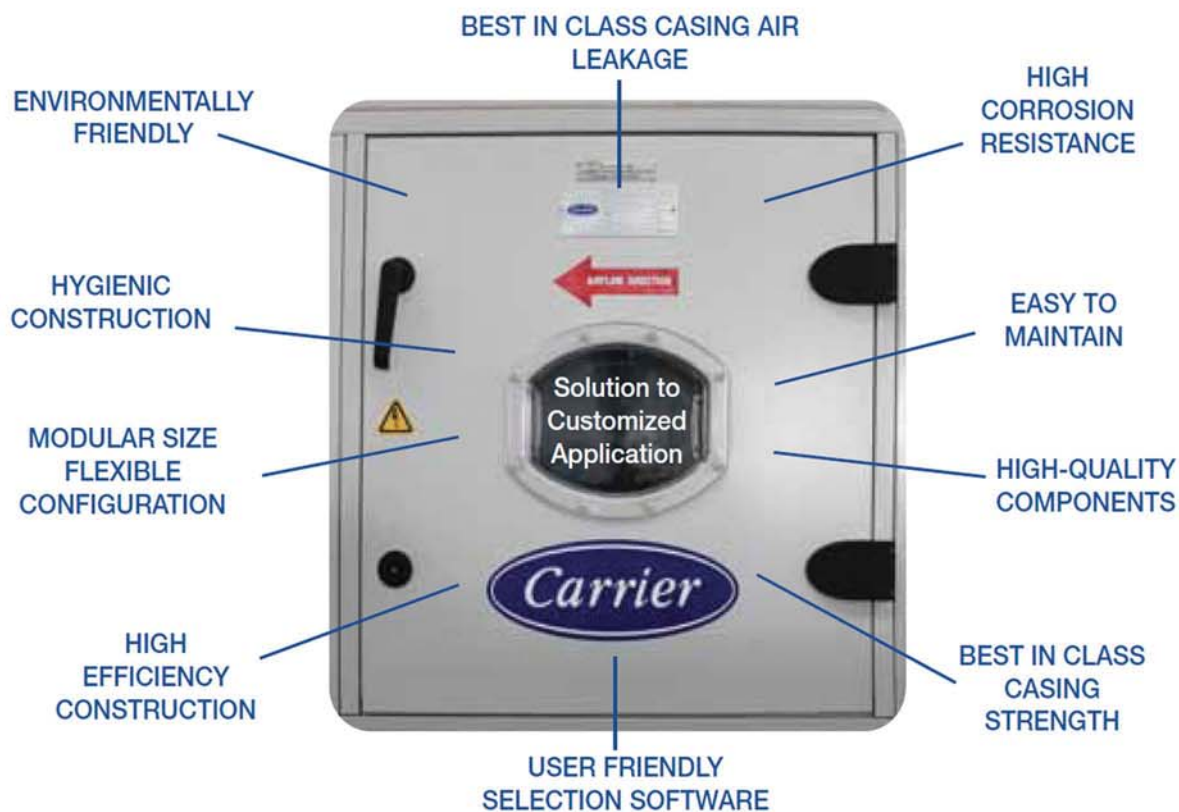 BEST IN CLASS CASING AIR
LEAKAGE
ENVIRONMENTALLY
FRIENDLY
HIGH
CORROSION
RESISTANCE
AIRFLOW DIRECTION
HYGIENIC
CONSTRUCTION
EASY TO
MAINTAIN
Solution to
Customized
Application
MODULAR SIZE
FLEXIBLE
CONFIGURATION
HIGH-QUALITY
COMPONENTS
Carrier
HIGH
EFFICIENCY
CONSTRUCTION
BEST IN CLASS
CASING
STRENGTH
USER FRIENDLY
SELECTION SOFTWARE